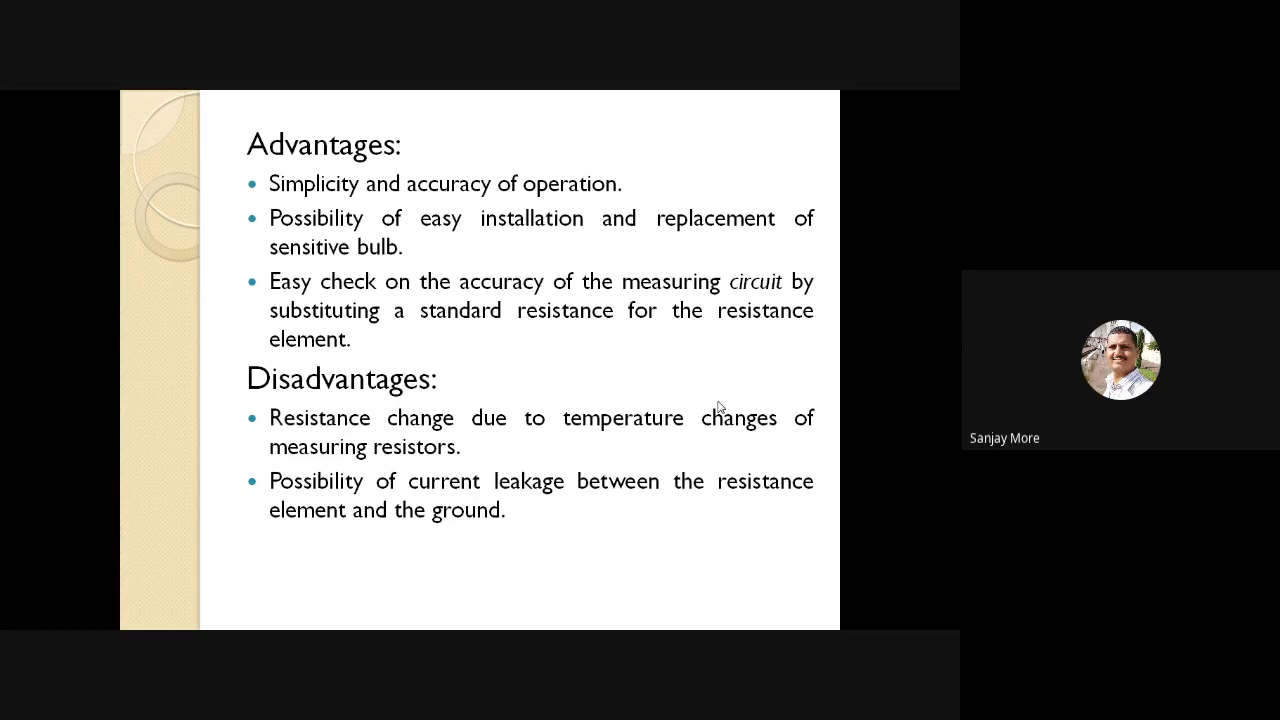 Advantages:
Simplicity and accuracy of operation.
Possibility of easy installation and replacement of
sensitive bulb.
Easy check on the accuracy of the measuring circuit by
substituting a standard resistance for the resistance
element.
Disadvantages:
Resistance change due to temperature changes of
measuring resistors.
Possibility of current leakage between the resistance
element and the ground.
Sanjay More